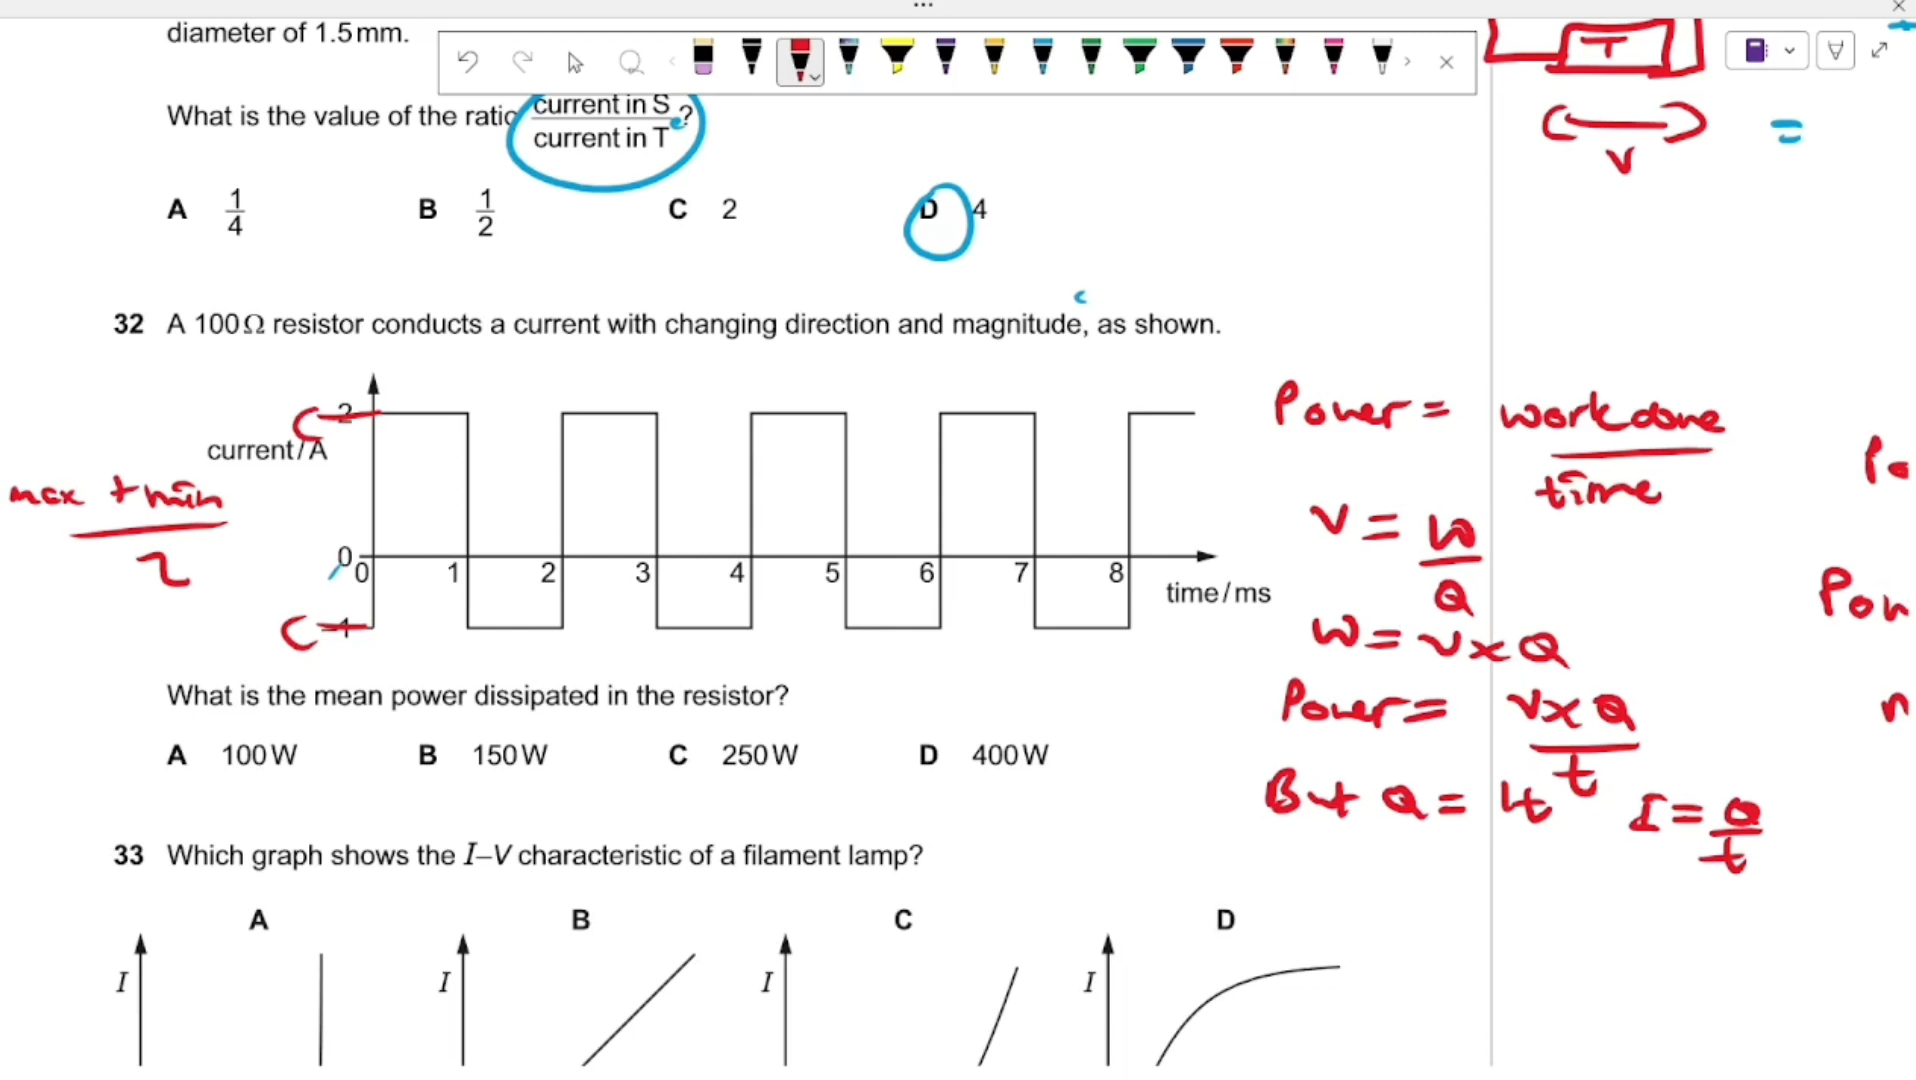 diameter of 1.5 mm.
T
What is the value of the ratio current in S / current in T ?
V
=
A 1/4 B 1/2 C 2 D 4
32 A 100 Ω resistor conducts a current with changing direction and magnitude, as shown.
2
current / A
max + min / 2
0
0 1 2 3 4 5 6 7 8
time / ms
–1
Power = work done / time
V = W / Q
W = V x Q
Power = V x Q / t
But Q = It I = Q / t
Po
Pow
What is the mean power dissipated in the resistor?
A 100 W B 150 W C 250 W D 400 W
33 Which graph shows the I–V characteristic of a filament lamp?
A B C D
I I I I